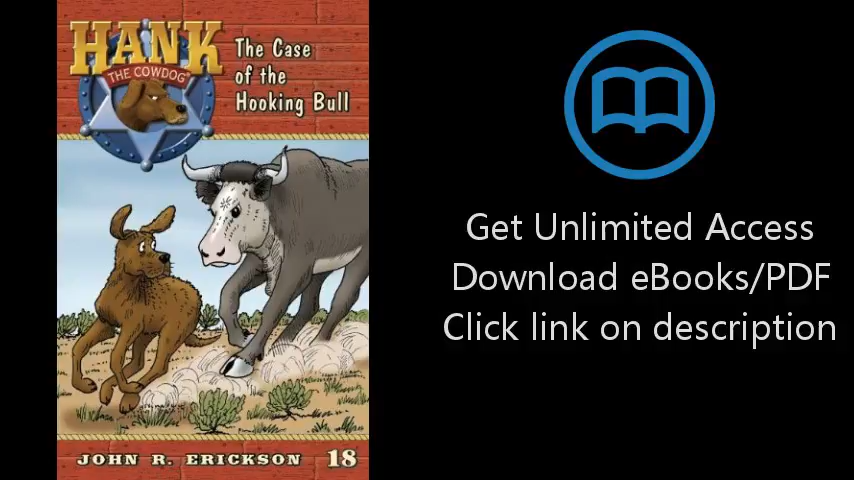 HANK
THE COWDOG
The Case
of the
Hooking Bull
JOHN R. ERICKSON 18
Get Unlimited Access
Download eBooks/PDF
Click link on description